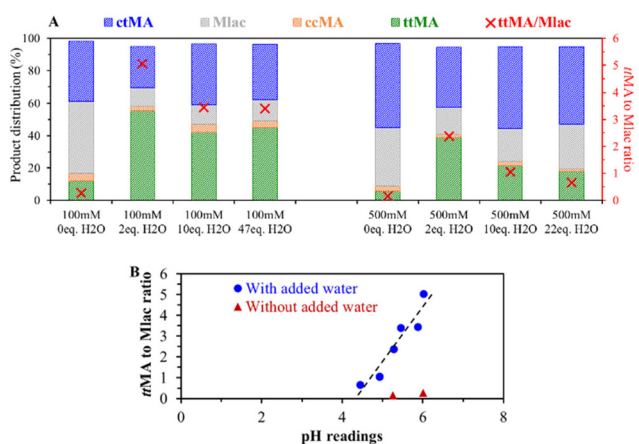 A ctMA Mlac ccMA ttMA ttMA/Mlac
Product distribution (%)
100
80
60
40
20
0
6
5
4
3
2
1
0
ttMA to Mlac ratio
100mM 100mM 100mM 100mM 500mM 500mM 500mM 500mM
0eq. H2O 2eq. H2O 10eq. H2O 47eq. H2O 0eq. H2O 2eq. H2O 10eq. H2O 22eq. H2O
B
With added water
Without added water
ttMA to Mlac ratio
6
5
4
3
2
1
0
0 2 4 6 8
pH readings